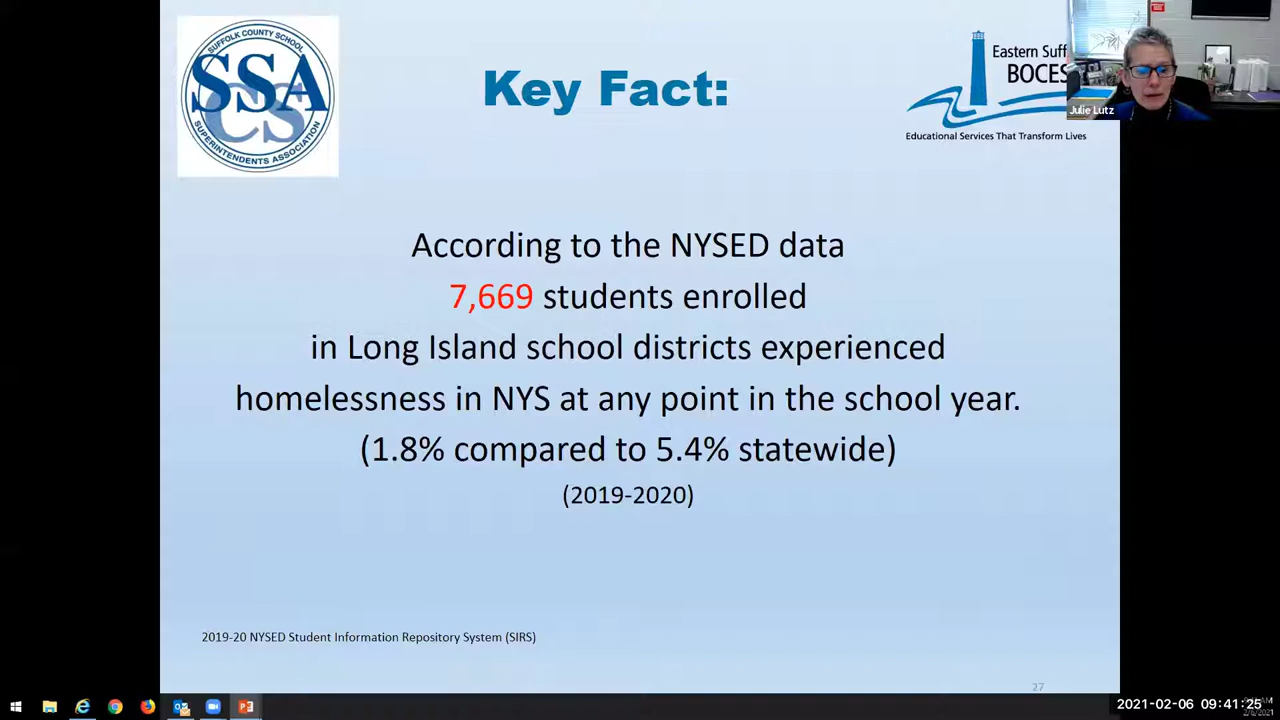 SUFFOLK COUNTY SCHOOL
SSA
CS
SUPERINTENDENTS ASSOCIATION
Key Fact:
Eastern Suff
BOCES
Educational Services That Transform Lives
Julie Lutz
According to the NYSED data
7,669 students enrolled
in Long Island school districts experienced
homelessness in NYS at any point in the school year.
(1.8% compared to 5.4% statewide)
(2019-2020)
2019-20 NYSED Student Information Repository System (SIRS)
27
2021-02-06 09:41:25